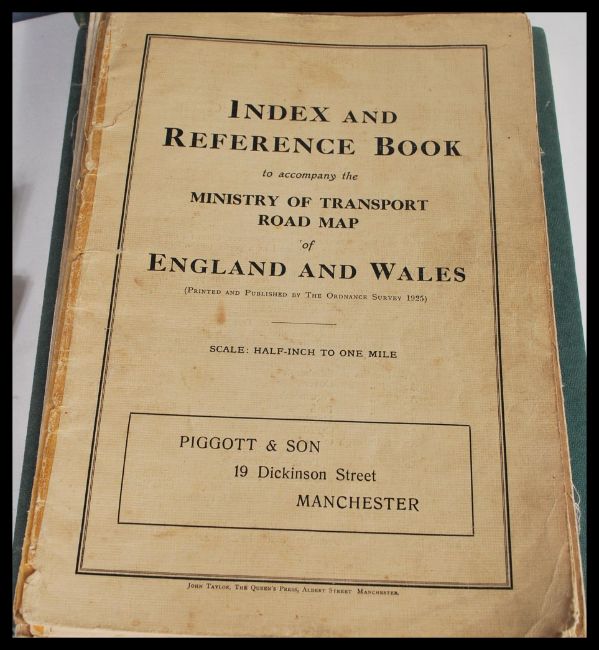 INDEX AND
REFERENCE BOOK
to accompany the
MINISTRY OF TRANSPORT
ROAD MAP
of
ENGLAND AND WALES
(PRINTED AND PUBLISHED BY THE ORDNANCE SURVEY 1925)
SCALE: HALF-INCH TO ONE MILE
PIGGOTT & SON
19 Dickinson Street
MANCHESTER
JOHN TAYLOR, THE QUEEN'S PRESS, ALBERT STREET MANCHESTER.